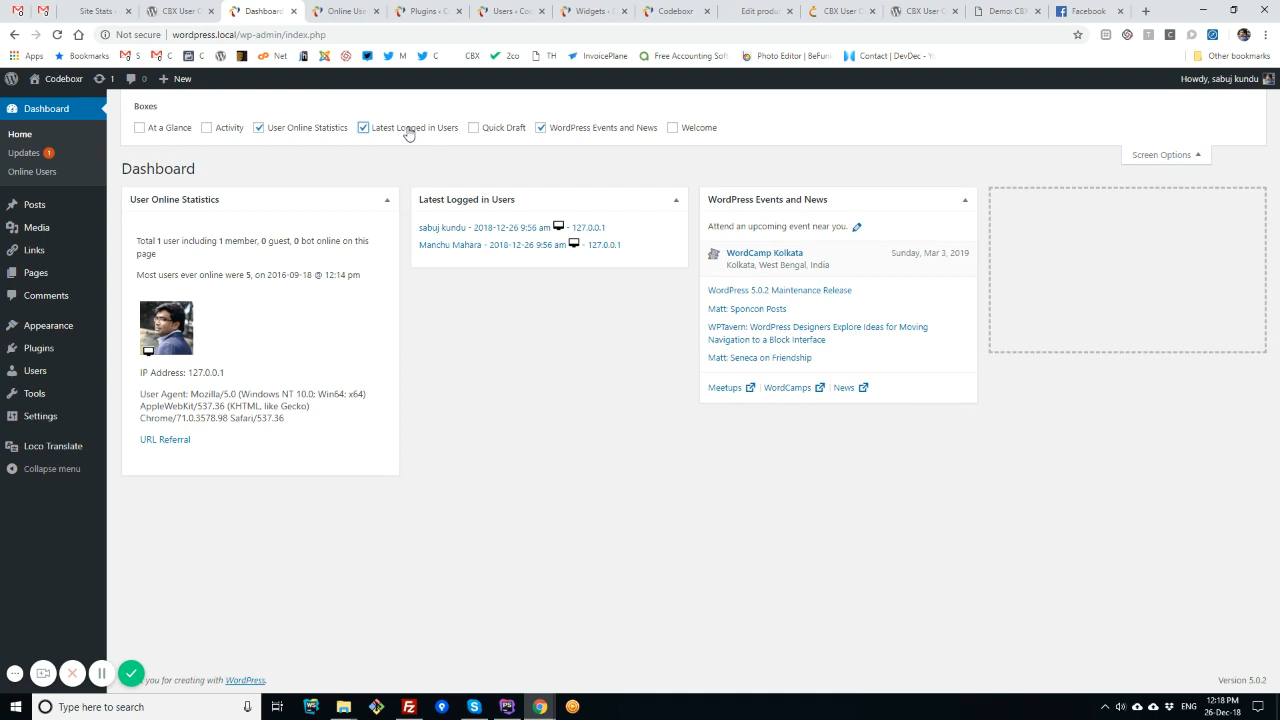 Site Stats ‹ C
CBX User C
Dashboard
Online Use
Plugins ‹ C
Users ‹ Co
Widgets ‹ C
Codeboxr
Edit produ
CBX User C
CBX User C
Demo: CB
Facebook
Not secure | wordpress.local/wp-admin/index.php
Apps
Bookmarks
S
C
C
Net
M
C
CBX
Zco
TH
InvoicePlane
Free Accounting Soft
Photo Editor | BeFun
Contact | DevDec - Y
Other bookmarks
Codeboxr
1
0
New
Howdy, sabuj kundu
Dashboard
Home
Updates 1
Online Users
Posts
Media
Links
Pages
Comments
Appearance
Plugins
Users
Tools
Settings
Loco Translate
Collapse menu
Boxes
At a Glance
Activity
User Online Statistics
Latest Logged in Users
Quick Draft
WordPress Events and News
Welcome
Screen Options
Dashboard
User Online Statistics
Total 1 user including 1 member, 0 guest, 0 bot online on this
page
Most users ever online were 5, on 2016-09-18 @ 12:14 pm
IP Address: 127.0.0.1
User Agent: Mozilla/5.0 (Windows NT 10.0; Win64; x64)
AppleWebKit/537.36 (KHTML, like Gecko)
Chrome/71.0.3578.98 Safari/537.36
URL Referral
Latest Logged in Users
sabuj kundu - 2018-12-26 9:56 am - 127.0.0.1
Manchu Mahara - 2018-12-26 9:56 am - 127.0.0.1
WordPress Events and News
Attend an upcoming event near you.
WordCamp Kolkata
Sunday, Mar 3, 2019
Kolkata, West Bengal, India
WordPress 5.0.2 Maintenance Release
Matt: Sponcon Posts
WPTavern: WordPress Designers Explore Ideas for Moving
Navigation to a Block Interface
Matt: Seneca on Friendship
Meetups | WordCamps | News
you for creating with WordPress.
Version 5.0.2
Type here to search
ENG
12:18 PM
26-Dec-18